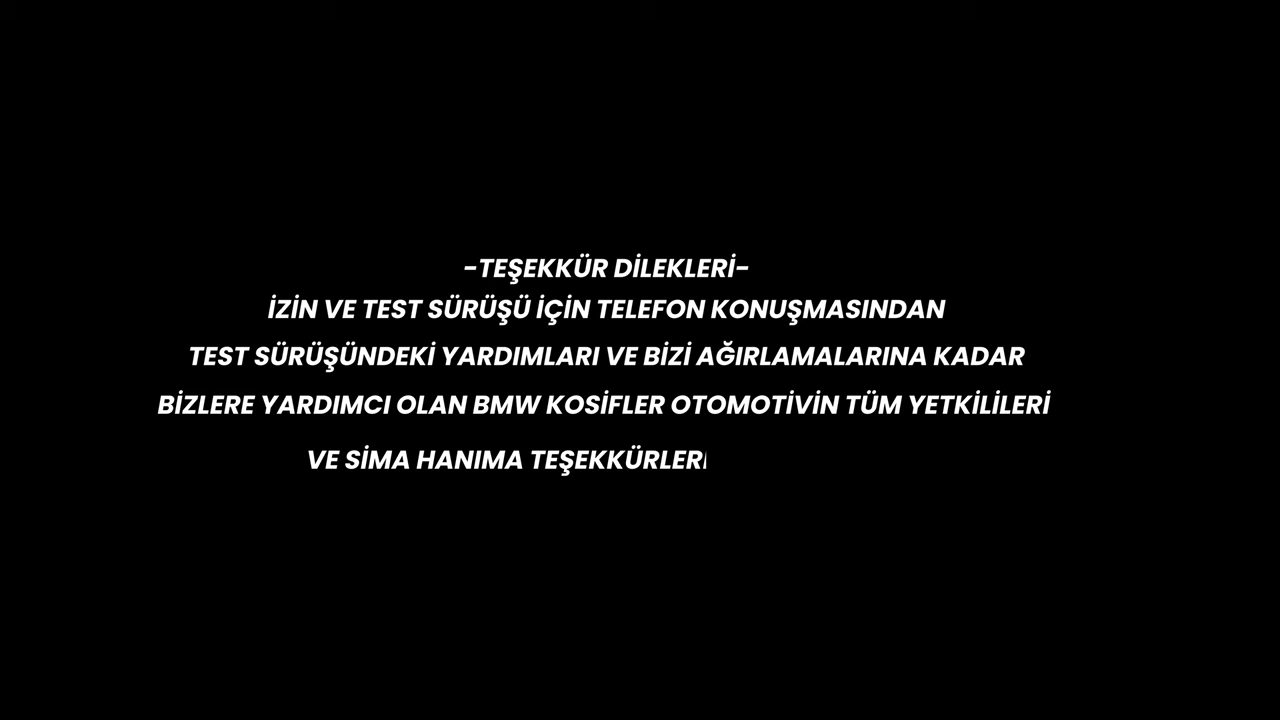 -TEŞEKKÜR DİLEKLERİ-
İZİN VE TEST SÜRÜŞÜ İÇİN TELEFON KONUŞMASINDAN
TEST SÜRÜŞÜNDEKİ YARDIMLARI VE BİZİ AĞIRLAMALARINA KADAR
BİZLERE YARDIMCI OLAN BMW KOSİFLER OTOMOTİVİN TÜM YETKİLİLERİ
VE SİMA HANIMA TEŞEKKÜRLER